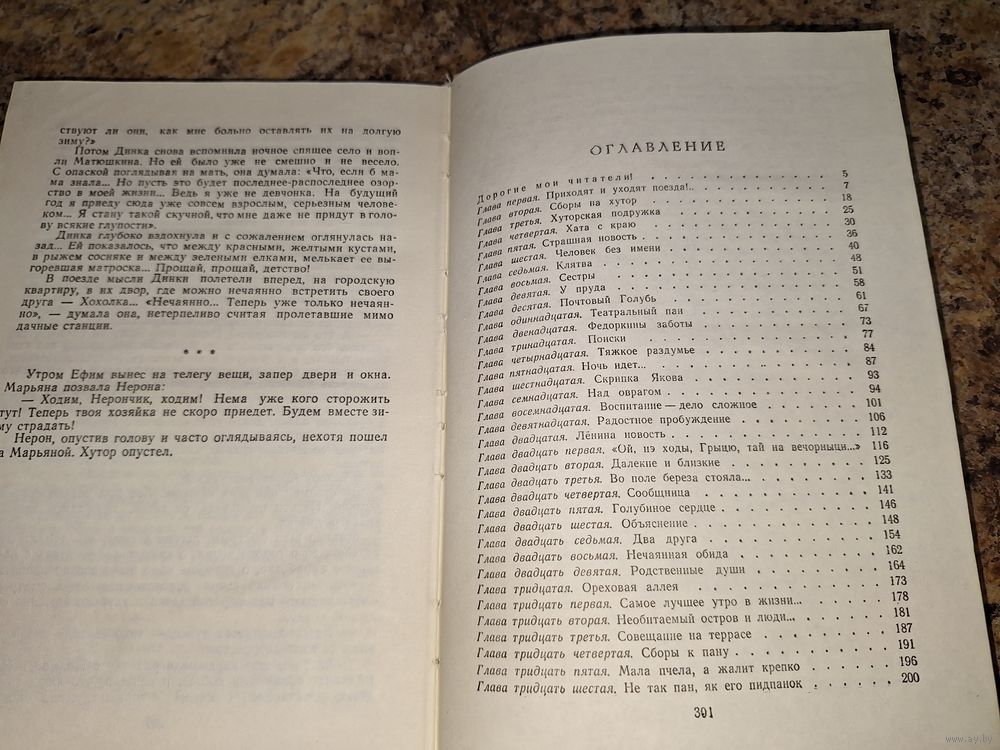 ствуют ли они, как мне больно оставлять их на долгую
зиму?»
Потом Динка снова вспомнила ночное спящее село и воп-
ли Матюшкина. Но ей было уже не смешно и не весело.
С опаской поглядывая на мать, она думала: «Что, если б ма-
ма знала... Но пусть это будет последнее-распоследнее озор-
ство в моей жизни... Ведь я уже не девчонка. На будущий
год я приеду сюда уже совсем взрослым, серьезным челове-
ком... Я стану такой скучной, что мне даже не придут в голо-
ву всякие глупости».
Динка глубоко вздохнула и с сожалением оглянулась на-
зад... Ей показалось, что между красными, желтыми кустами,
в рыжем сосняке и между зелеными елками, мелькает ее вы-
горевшая матроска... Прощай, прощай, детство!
В поезде мысли Динки полетели вперед, на городскую
квартиру, в их двор, где можно нечаянно встретить своего
друга — Хохолка... «Нечаянно... Теперь уже только нечаян-
но», — думала она, нетерпеливо считая пролетавшие мимо
дачные станции.
* * *
Утром Ефим вынес на телегу вещи, запер двери и окна.
Марьяна позвала Нерона:
— Ходим, Нерончик, ходим! Нема уже кого сторожить
тут! Теперь твоя хозяйка не скоро приедет. Будем вместе зи-
му страдать!
Нерон, опустив голову и часто оглядываясь, нехотя пошел
а Марьяной. Хутор опустел.
ОГЛАВЛЕНИЕ
Дорогие мои читатели! 5
Глава первая. Приходят и уходят поезда!.. 7
Глава вторая. Сборы на хутор 18
Глава третья. Хуторская подружка 25
Глава четвертая. Хата с краю 30
Глава пятая. Страшная новость 36
Глава шестая. Человек без имени 40
Глава седьмая. Клятва 48
Глава восьмая. Сестры 51
Глава девятая. У пруда 58
Глава десятая. Почтовый Голубь 61
Глава одиннадцатая. Театральный пан 67
Глава двенадцатая. Федоркины заботы 73
Глава тринадцатая. Поиски 77
Глава четырнадцатая. Тяжкое раздумье 84
Глава пятнадцатая. Ночь идет... 87
Глава шестнадцатая. Скрипка Якова 93
Глава семнадцатая. Над оврагом 94
Глава восемнадцатая. Воспитание — дело сложное 101
Глава девятнадцатая. Радостное пробуждение 106
Глава двадцатая. Лёнина новость 112
Глава двадцать первая. «Ой, нэ ходы, Грыцю, тай на вечорныци...» 116
Глава двадцать вторая. Далекие и близкие 125
Глава двадцать третья. Во поле береза стояла... 133
Глава двадцать четвертая. Сообщница 141
Глава двадцать пятая. Голубиное сердце 146
Глава двадцать шестая. Объяснение 148
Глава двадцать седьмая. Два друга 154
Глава двадцать восьмая. Нечаянная обида 162
Глава двадцать девятая. Родственные души 164
Глава тридцатая. Ореховая аллея 173
Глава тридцать первая. Самое лучшее утро в жизни... 178
Глава тридцать вторая. Необитаемый остров и люди... 181
Глава тридцать третья. Совещание на террасе 187
Глава тридцать четвертая. Сборы к пану 191
Глава тридцать пятая. Мала пчела, а жалит крепко 196
Глава тридцать шестая. Не так пан, як его пидпанок 200
301
www.ay.by